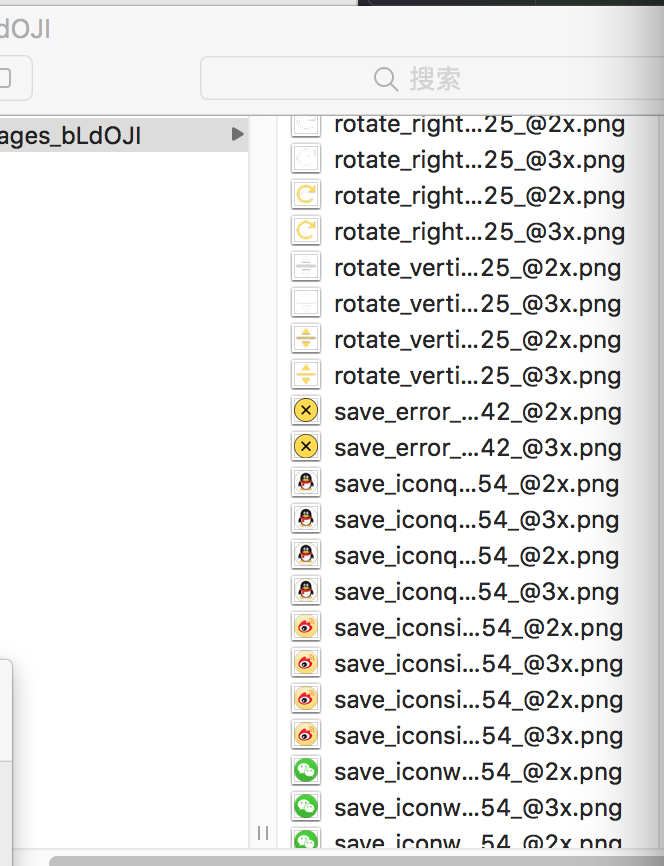 dOJI
搜索
ages_bLdOJI
rotate_right...25_@2x.png
rotate_right...25_@3x.png
rotate_right...25_@2x.png
rotate_right...25_@3x.png
rotate_verti...25_@2x.png
rotate_verti...25_@3x.png
rotate_verti...25_@2x.png
rotate_verti...25_@3x.png
save_error_...42_@2x.png
save_error_...42_@3x.png
save_iconq...54_@2x.png
save_iconq...54_@3x.png
save_iconq...54_@2x.png
save_iconq...54_@3x.png
save_iconsi...54_@2x.png
save_iconsi...54_@3x.png
save_iconsi...54_@2x.png
save_iconsi...54_@3x.png
save_iconw...54_@2x.png
save_iconw...54_@3x.png
save_iconw...54_@2x.png